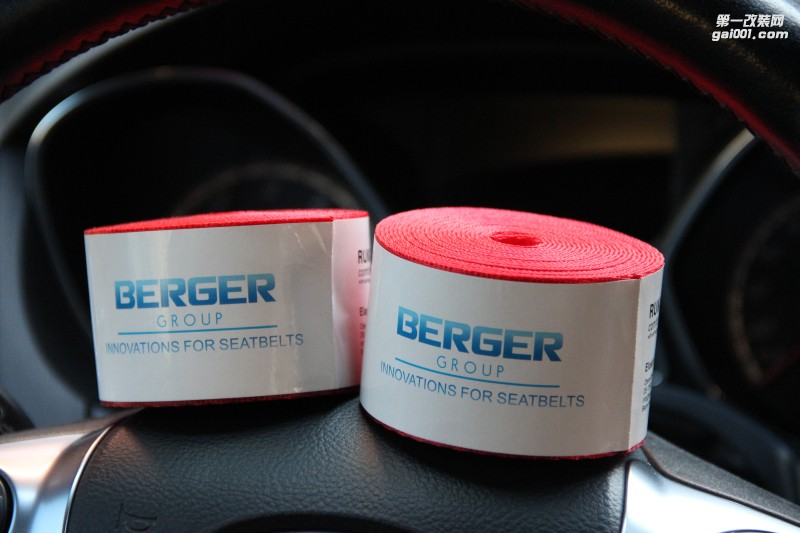 第一改装网
gai001.com
BERGER
GROUP
INNOVATIONS FOR SEATBELTS
BERGER
GROUP
INNOVATIONS FOR SEATBELTS